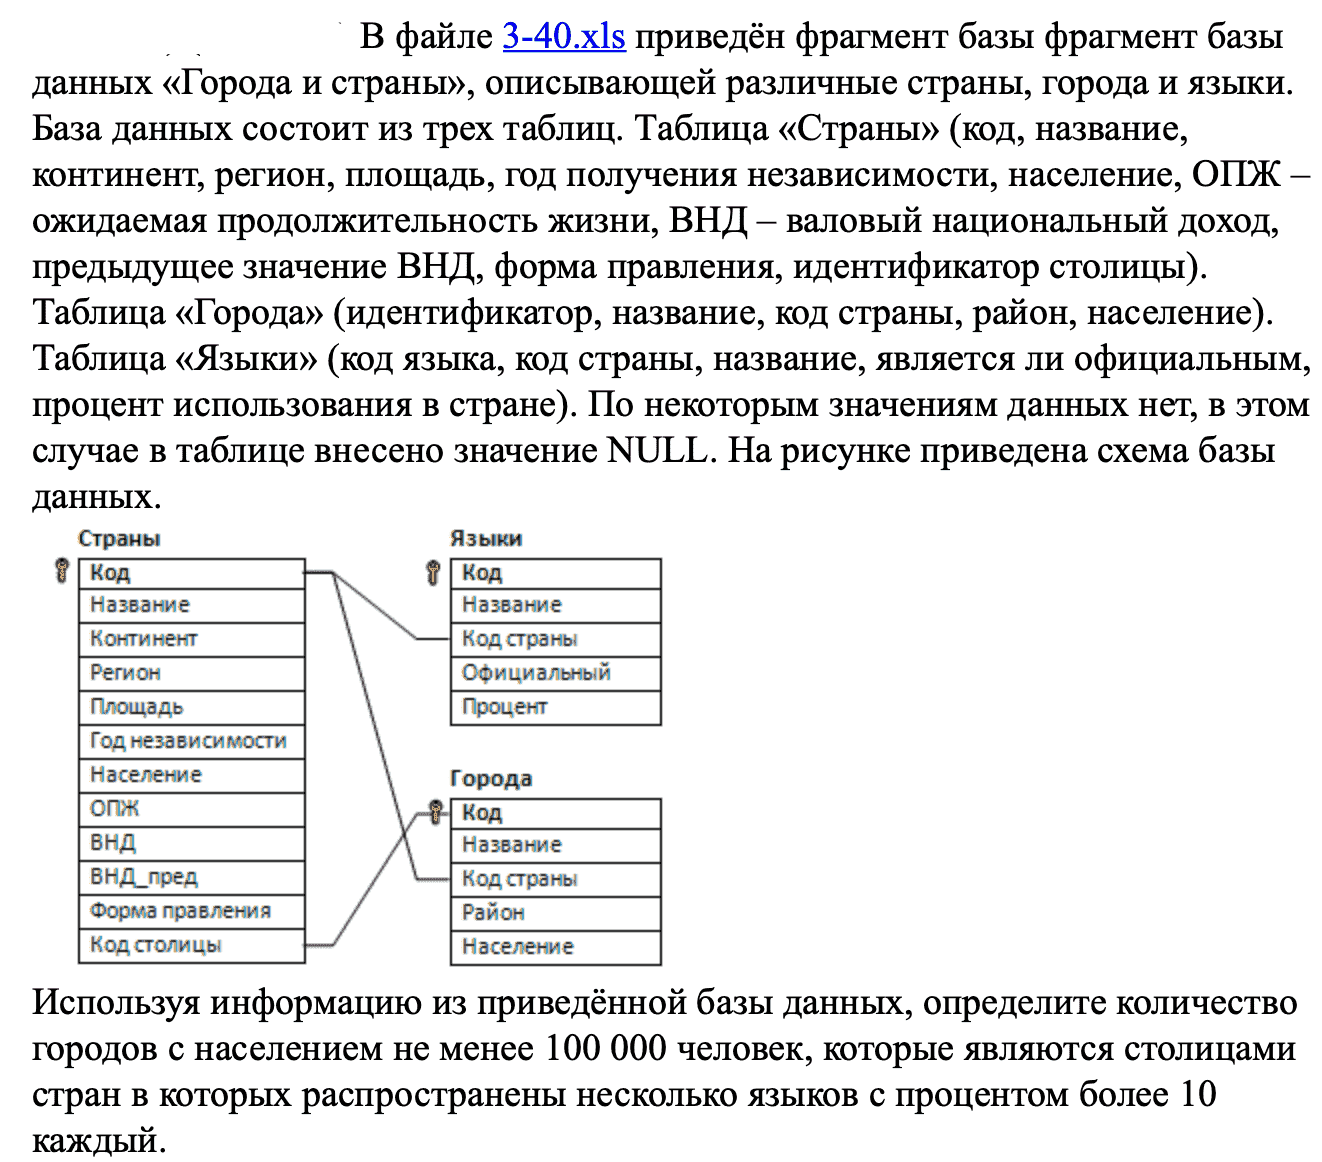 В файле 3-40.xls приведён фрагмент базы фрагмент базы
данных «Города и страны», описывающей различные страны, города и языки.
База данных состоит из трех таблиц. Таблица «Страны» (код, название,
континент, регион, площадь, год получения независимости, население, ОПЖ –
ожидаемая продолжительность жизни, ВНД – валовый национальный доход,
предыдущее значение ВНД, форма правления, идентификатор столицы).
Таблица «Города» (идентификатор, название, код страны, район, население).
Таблица «Языки» (код языка, код страны, название, является ли официальным,
процент использования в стране). По некоторым значениям данных нет, в этом
случае в таблице внесено значение NULL. На рисунке приведена схема базы
данных.
Страны
Код
Название
Континент
Регион
Площадь
Год независимости
Население
ОПЖ
ВНД
ВНД_пред
Форма правления
Код столицы
Языки
Код
Название
Код страны
Официальный
Процент
Города
Код
Название
Код страны
Район
Население
Используя информацию из приведённой базы данных, определите количество
городов с населением не менее 100 000 человек, которые являются столицами
стран в которых распространены несколько языков с процентом более 10
каждый.